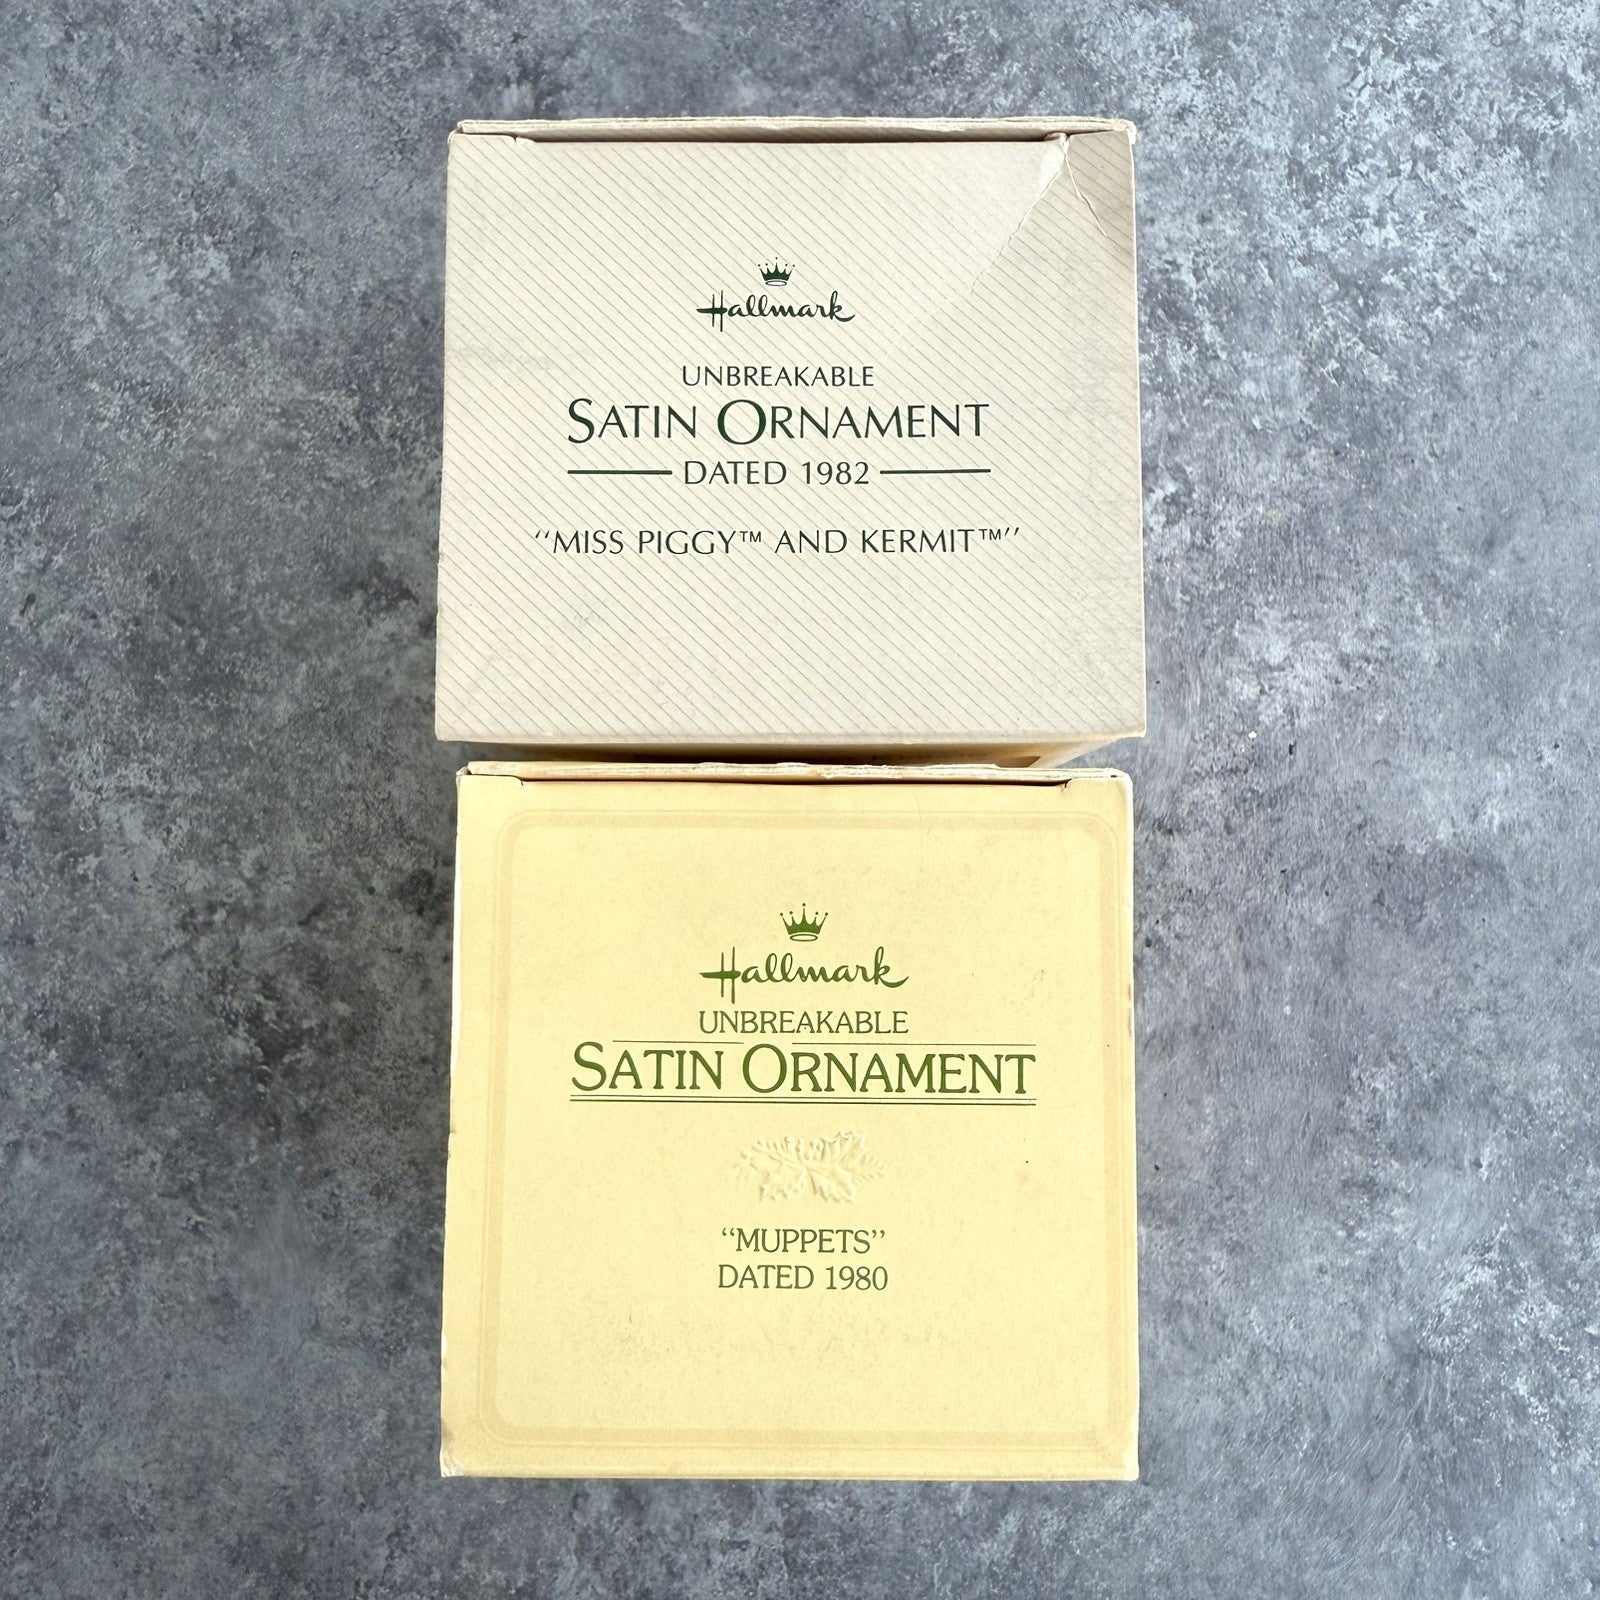 Hallmark
UNBREAKABLE
SATIN ORNAMENT
DATED 1982
“MISS PIGGY™ AND KERMIT™”
Hallmark
UNBREAKABLE
SATIN ORNAMENT
“MUPPETS”
DATED 1980